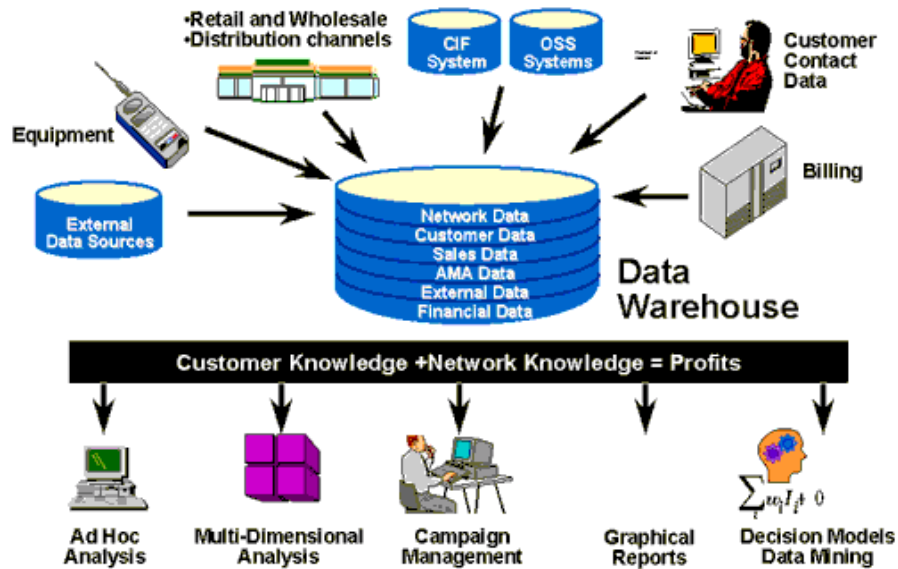 •Retail and Wholesale
•Distribution channels
CIF
System
OSS
Systems
Customer
Contact
Data
Equipment
Billing
External
Data Sources
Network Data
Customer Data
Sales Data
AMA Data
External Data
Financial Data
Data
Warehouse
Customer Knowledge +Network Knowledge = Profits
Ad Hoc
Analysis
Multi-Dimensional
Analysis
Campaign
Management
Graphical
Reports
Decision Models
Data Mining